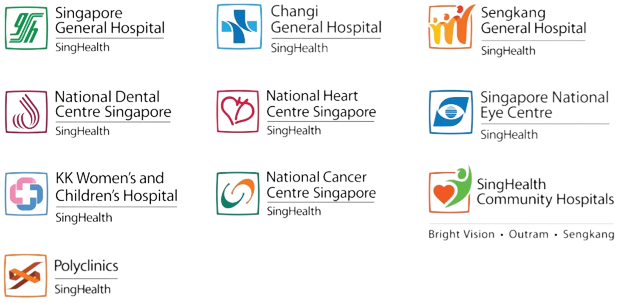 Singapore
General Hospital
SingHealth
Changi
General Hospital
SingHealth
Sengkang
General Hospital
SingHealth
National Dental
Centre Singapore
SingHealth
National Heart
Centre Singapore
SingHealth
Singapore National
Eye Centre
SingHealth
KK Women's and
Children's Hospital
SingHealth
National Cancer
Centre Singapore
SingHealth
SingHealth
Community Hospitals
Bright Vision • Outram • Sengkang
Polyclinics
SingHealth